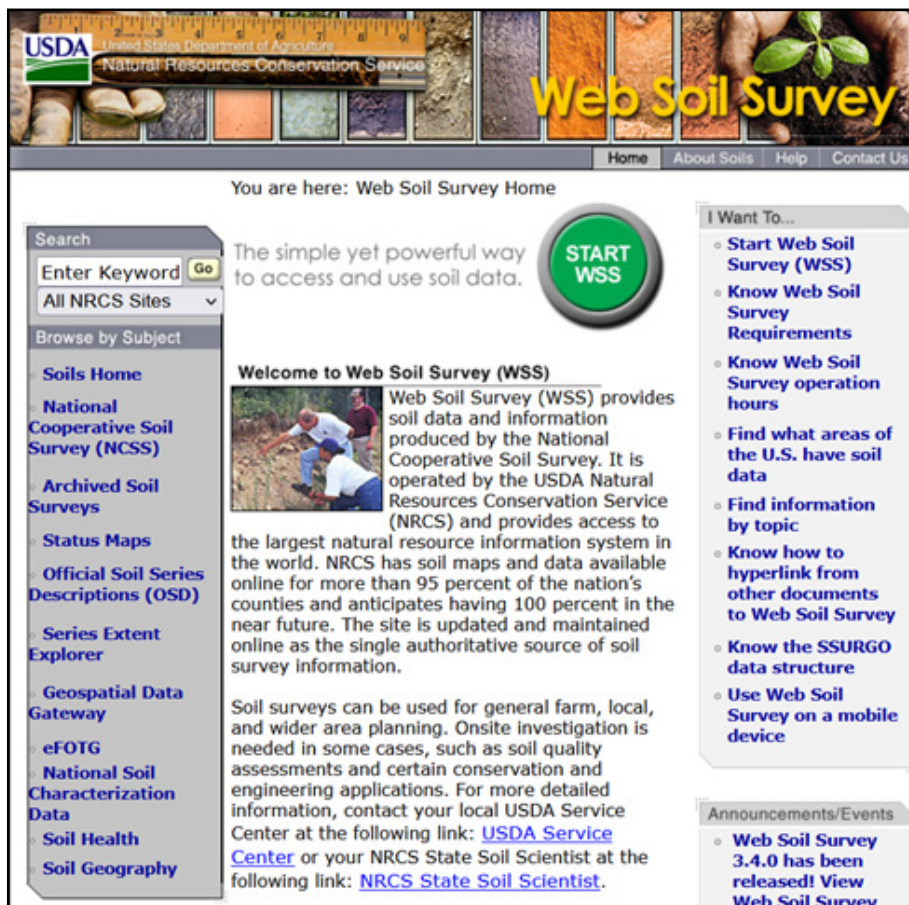 USDA
United States Department of Agriculture
Natural Resources Conservation Service
Web Soil Survey
Home
About Soils
Help
Contact Us
You are here: Web Soil Survey Home
Search
Enter Keyword
Go
All NRCS Sites
Browse by Subject
Soils Home
National
Cooperative Soil
Survey (NCSS)
Archived Soil
Surveys
Status Maps
Official Soil Series
Descriptions (OSD)
Series Extent
Explorer
Geospatial Data
Gateway
eFOTG
National Soil
Characterization
Data
Soil Health
Soil Geography
The simple yet powerful way
to access and use soil data.
START
WSS
Welcome to Web Soil Survey (WSS)
Web Soil Survey (WSS) provides
soil data and information
produced by the National
Cooperative Soil Survey. It is
operated by the USDA Natural
Resources Conservation Service
(NRCS) and provides access to
the largest natural resource information system in
the world. NRCS has soil maps and data available
online for more than 95 percent of the nation's
counties and anticipates having 100 percent in the
near future. The site is updated and maintained
online as the single authoritative source of soil
survey information.
Soil surveys can be used for general farm, local,
and wider area planning. Onsite investigation is
needed in some cases, such as soil quality
assessments and certain conservation and
engineering applications. For more detailed
information, contact your local USDA Service
Center at the following link: USDA Service
Center or your NRCS State Soil Scientist at the
following link: NRCS State Soil Scientist.
I Want To...
Start Web Soil
Survey (WSS)
Know Web Soil
Survey
Requirements
Know Web Soil
Survey operation
hours
Find what areas of
the U.S. have soil
data
Find information
by topic
Know how to
hyperlink from
other documents
to Web Soil Survey
Know the SSURGO
data structure
Use Web Soil
Survey on a mobile
device
Announcements/Events
Web Soil Survey
3.4.0 has been
released! View
Web Soil Survey